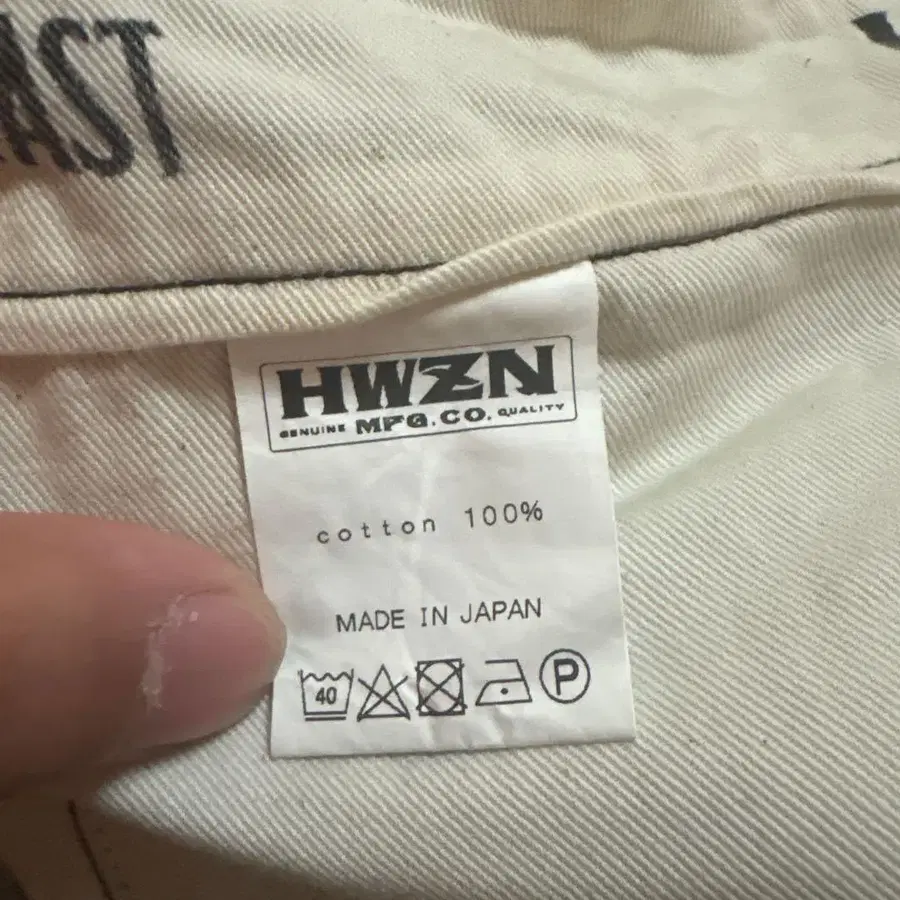 AST
HWZN
GENUINE MFG.CO. QUALITY
cotton 100%
MADE IN JAPAN
40 P